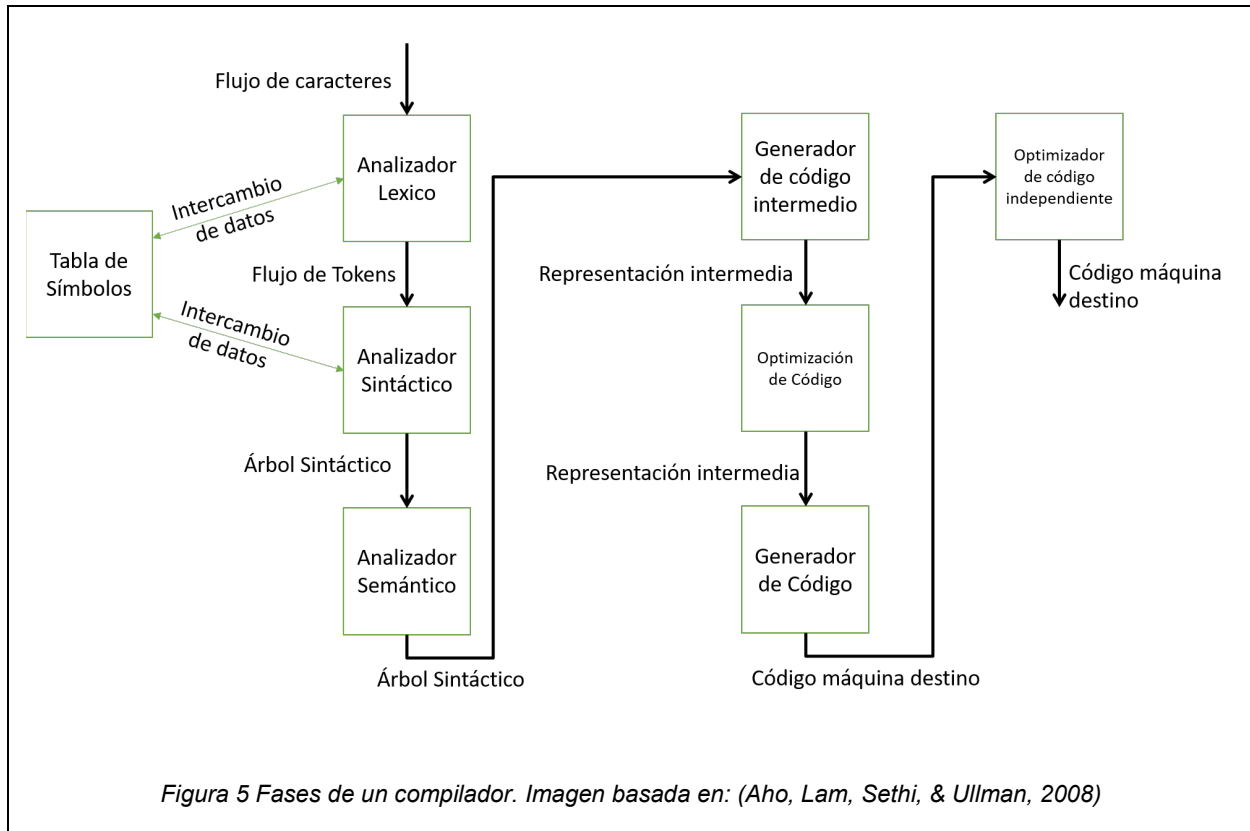 Flujo de caracteres
Analizador
Lexico
Intercambio
de datos
Tabla de
Símbolos
Flujo de Tokens
Intercambio
de datos
Analizador
Sintáctico
Árbol Sintáctico
Analizador
Semántico
Árbol Sintáctico
Generador
de código
intermedio
Representación intermedia
Optimización
de Código
Representación intermedia
Generador
de Código
Código máquina destino
Optimizador
de código
independiente
Código máquina
destino
Figura 5 Fases de un compilador. Imagen basada en: (Aho, Lam, Sethi, & Ullman, 2008)